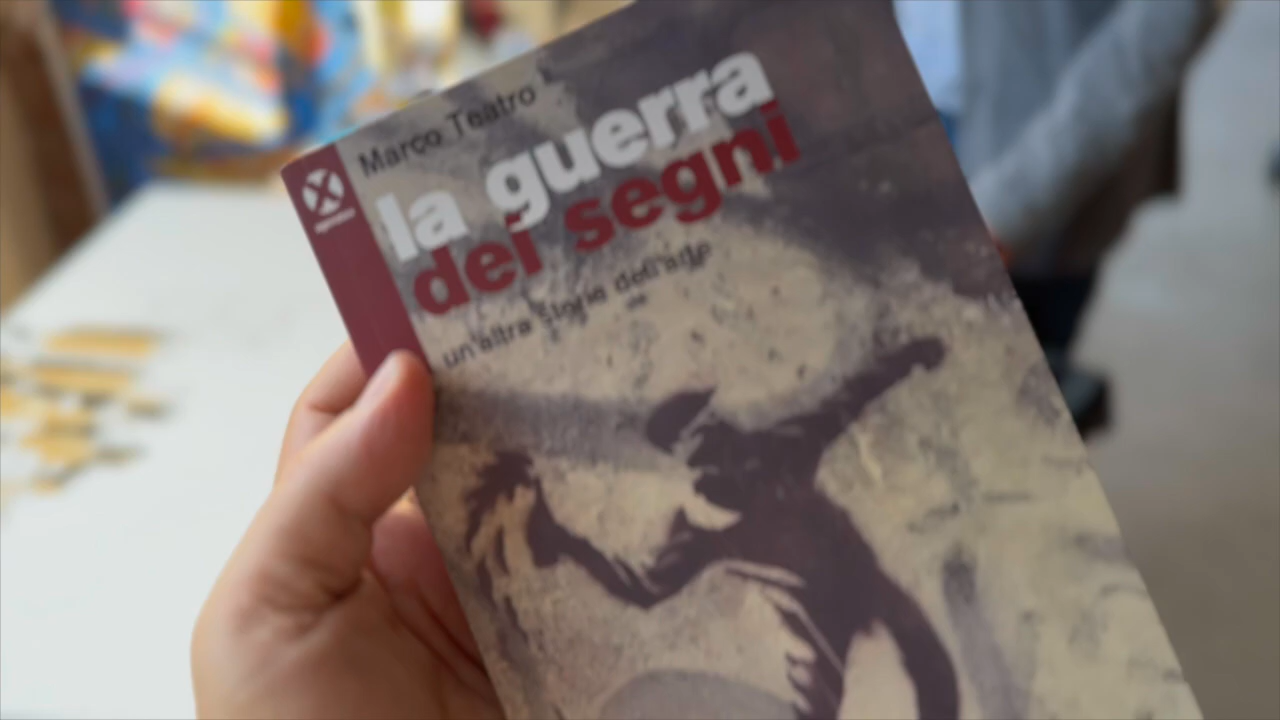 Marco Teatro
la guerra
dei segni
un'altra storia dell'arte